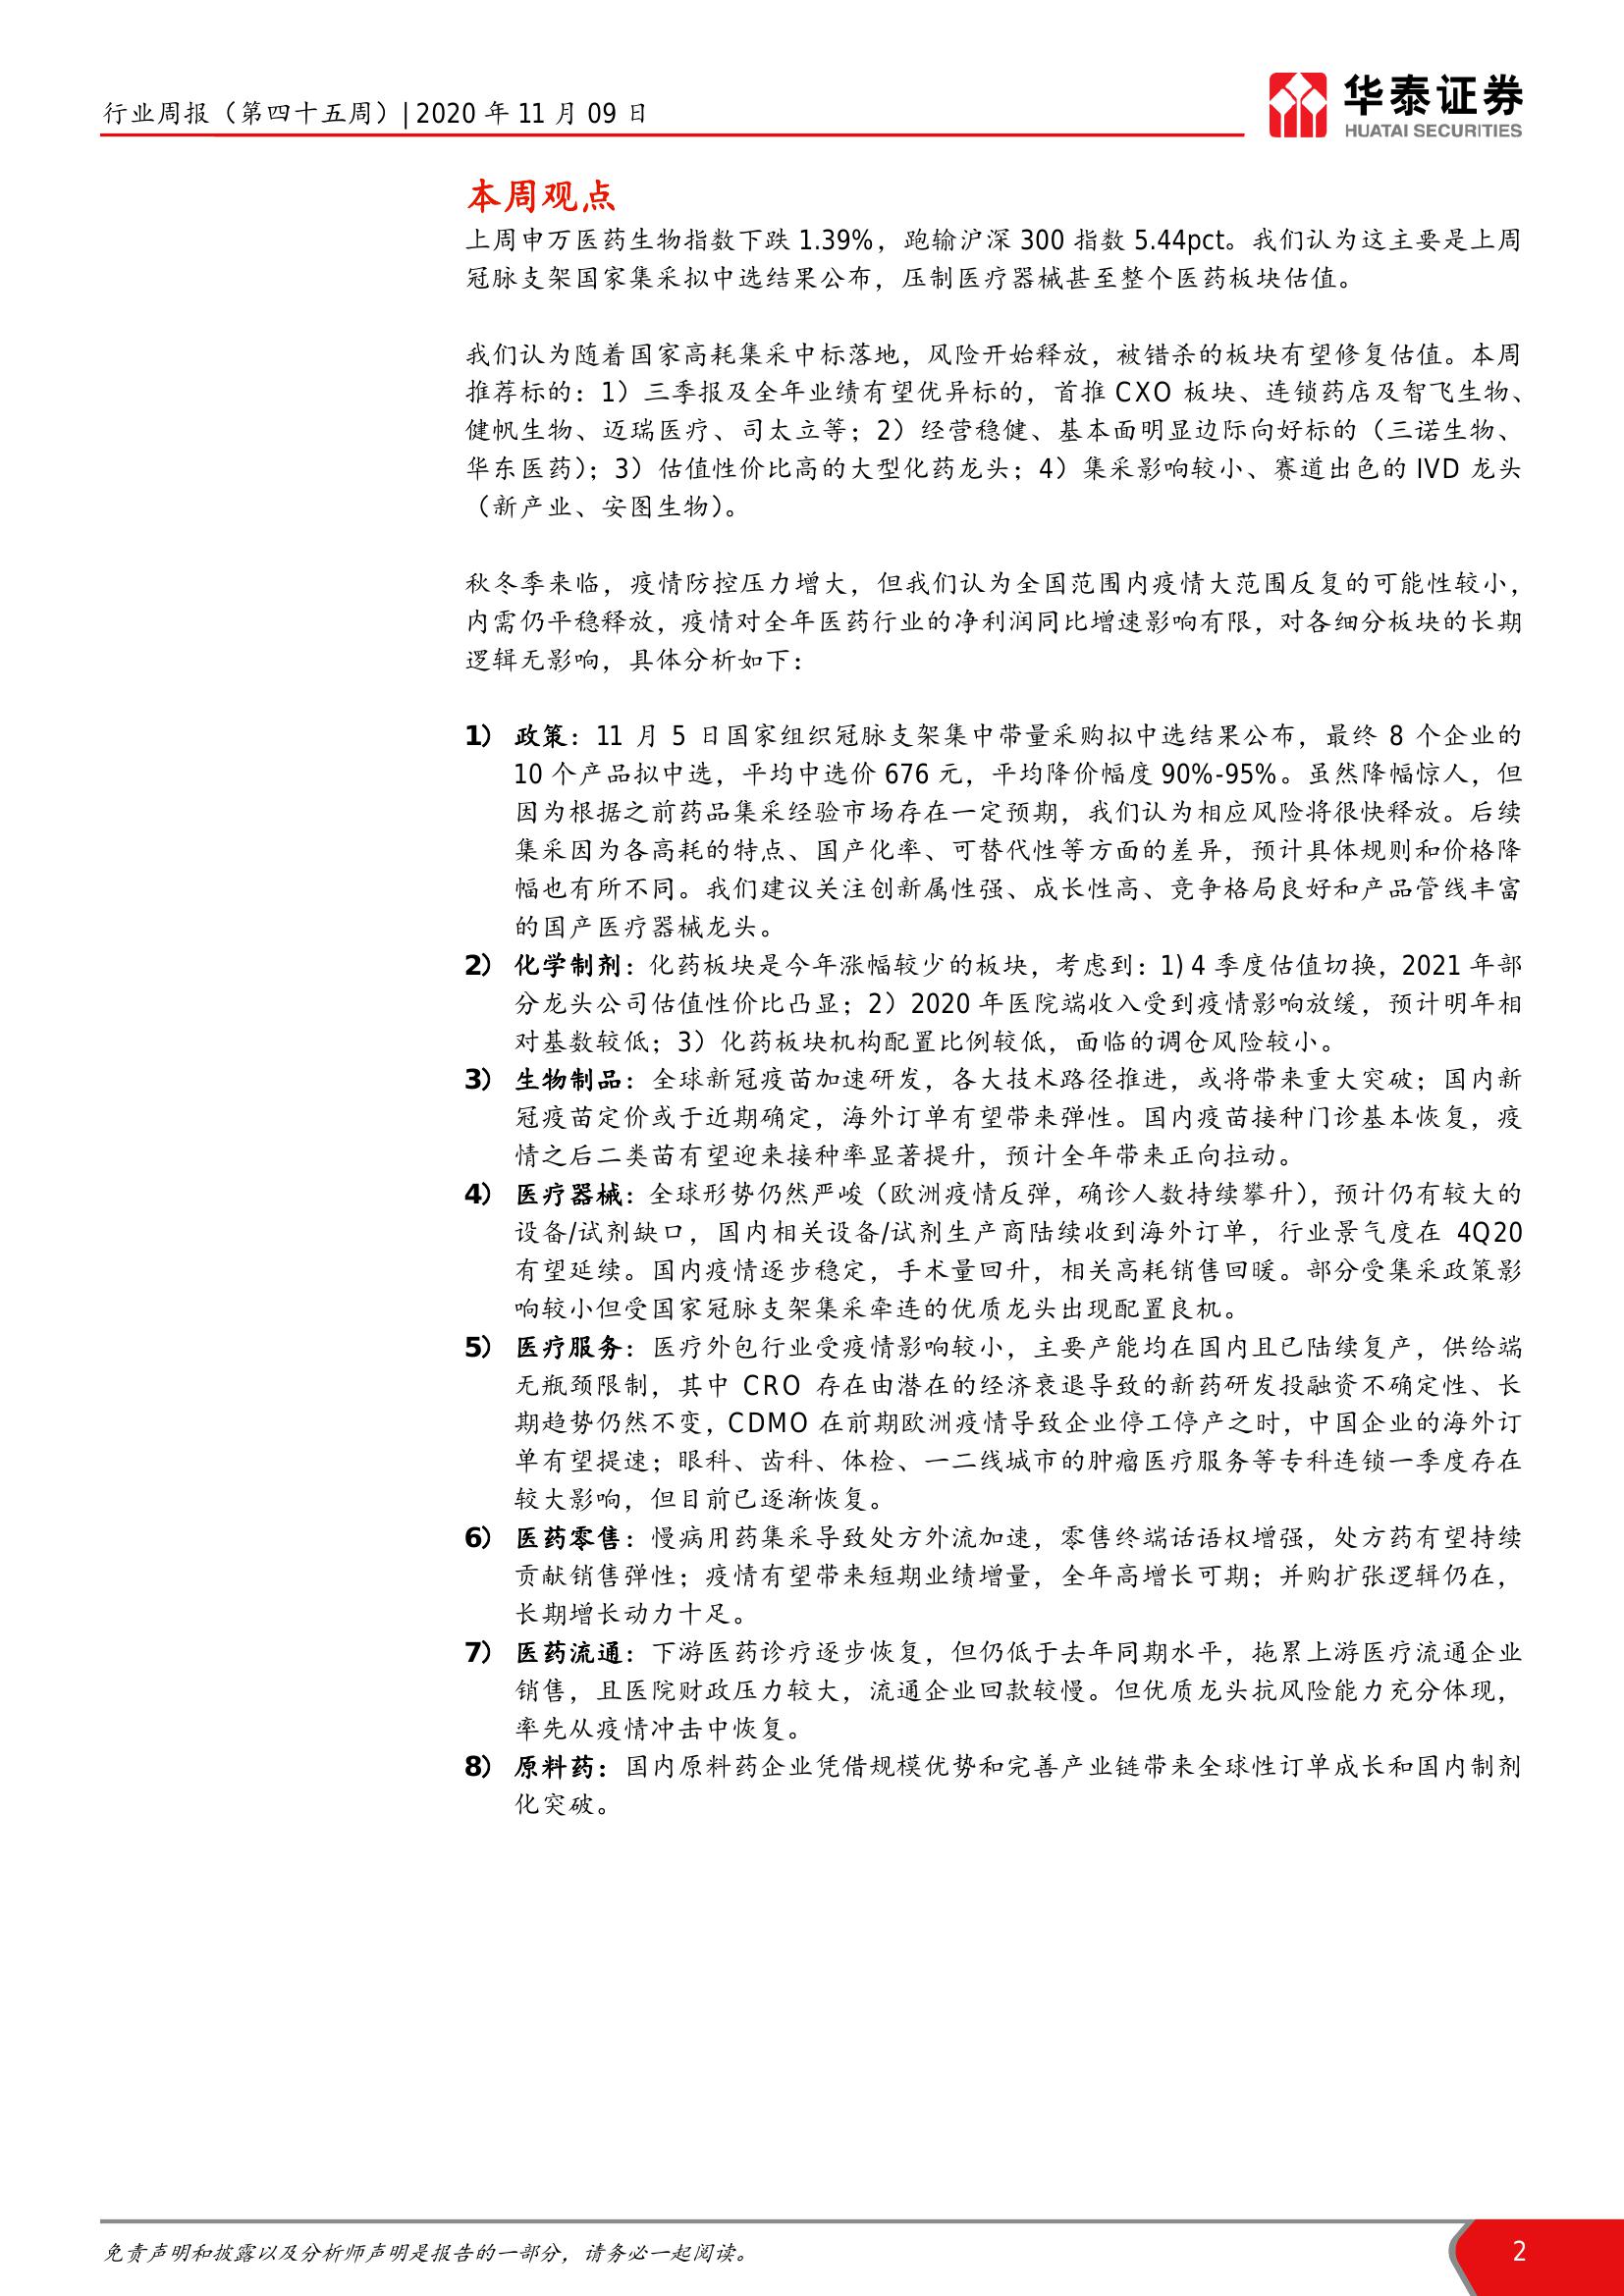 行业周报（第四十五周）| 2020 年 11 月 09 日
华泰证券
HUATAI SECURITIES
本周观点
上周申万医药生物指数下跌 1.39%，跑输沪深 300 指数 5.44pct。我们认为这主要是上周
冠脉支架国家集采拟中选结果公布，压制医疗器械甚至整个医药板块估值。
我们认为随着国家高耗集采中标落地，风险开始释放，被错杀的板块有望修复估值。本周
推荐标的：1）三季报及全年业绩有望优异标的，首推 CXO 板块、连锁药店及智飞生物、
健帆生物、迈瑞医疗、司太立等；2）经营稳健、基本面明显边际向好标的（三诺生物、
华东医药）；3）估值性价比高的大型化药龙头；4）集采影响较小、赛道出色的 IVD 龙头
（新产业、安图生物）。
秋冬季来临，疫情防控压力增大，但我们认为全国范围内疫情大范围反复的可能性较小，
内需仍平稳释放，疫情对全年医药行业的净利润同比增速影响有限，对各细分板块的长期
逻辑无影响，具体分析如下：
1） 政策：11 月 5 日国家组织冠脉支架集中带量采购拟中选结果公布，最终 8 个企业的
10 个产品拟中选，平均中选价 676 元，平均降价幅度 90%-95%。虽然降幅惊人，但
因为根据之前药品集采经验市场存在一定预期，我们认为相应风险将很快释放。后续
集采因为各高耗的特点、国产化率、可替代性等方面的差异，预计具体规则和价格降
幅也有所不同。我们建议关注创新属性强、成长性高、竞争格局良好和产品管线丰富
的国产医疗器械龙头。
2） 化学制剂：化药板块是今年涨幅较少的板块，考虑到：1) 4 季度估值切换，2021 年部
分龙头公司估值性价比凸显；2）2020 年医院端收入受到疫情影响放缓，预计明年相
对基数较低；3）化药板块机构配置比例较低，面临的调仓风险较小。
3） 生物制品：全球新冠疫苗加速研发，各大技术路径推进，或将带来重大突破；国内新
冠疫苗定价或于近期确定，海外订单有望带来弹性。国内疫苗接种门诊基本恢复，疫
情之后二类苗有望迎来接种率显著提升，预计全年带来正向拉动。
4） 医疗器械：全球形势仍然严峻（欧洲疫情反弹，确诊人数持续攀升），预计仍有较大的
设备/试剂缺口，国内相关设备/试剂生产商陆续收到海外订单，行业景气度在 4Q20
有望延续。国内疫情逐步稳定，手术量回升，相关高耗销售回暖。部分受集采政策影
响较小但受国家冠脉支架集采牵连的优质龙头出现配置良机。
5） 医疗服务：医疗外包行业受疫情影响较小，主要产能均在国内且已陆续复产，供给端
无瓶颈限制，其中 CRO 存在由潜在的经济衰退导致的新药研发投融资不确定性、长
期趋势仍然不变，CDMO 在前期欧洲疫情导致企业停工停产之时，中国企业的海外订
单有望提速；眼科、齿科、体检、一二线城市的肿瘤医疗服务等专科连锁一季度存在
较大影响，但目前已逐渐恢复。
6） 医药零售：慢病用药集采导致处方外流加速，零售终端话语权增强，处方药有望持续
贡献销售弹性；疫情有望带来短期业绩增量，全年高增长可期；并购扩张逻辑仍在，
长期增长动力十足。
7） 医药流通：下游医药诊疗逐步恢复，但仍低于去年同期水平，拖累上游医疗流通企业
销售，且医院财政压力较大，流通企业回款较慢。但优质龙头抗风险能力充分体现，
率先从疫情冲击中恢复。
8） 原料药：国内原料药企业凭借规模优势和完善产业链带来全球性订单成长和国内制剂
化突破。
免责声明和披露以及分析师声明是报告的一部分，请务必一起阅读。
2